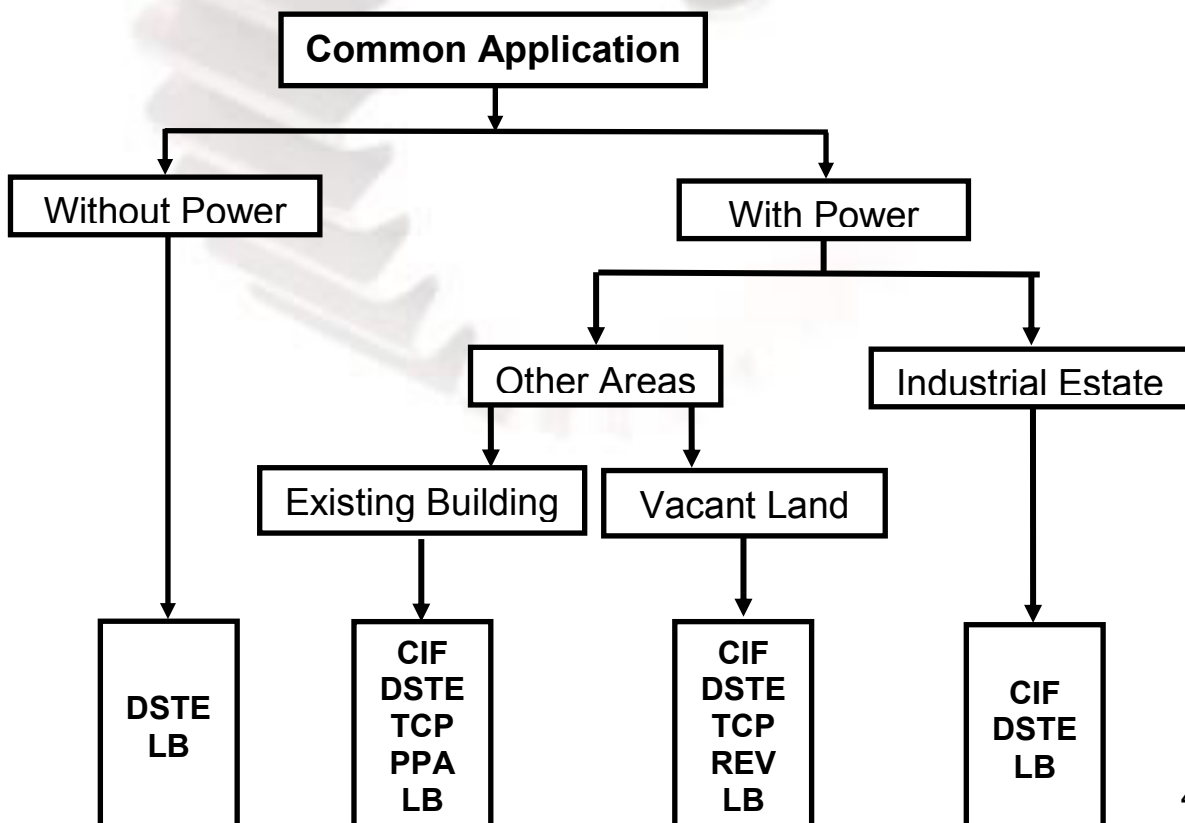 Common Application
Without Power
With Power
Other Areas
Industrial Estate
Existing Building
Vacant Land
DSTE
LB
CIF
DSTE
TCP
PPA
LB
CIF
DSTE
TCP
REV
LB
CIF
DSTE
LB